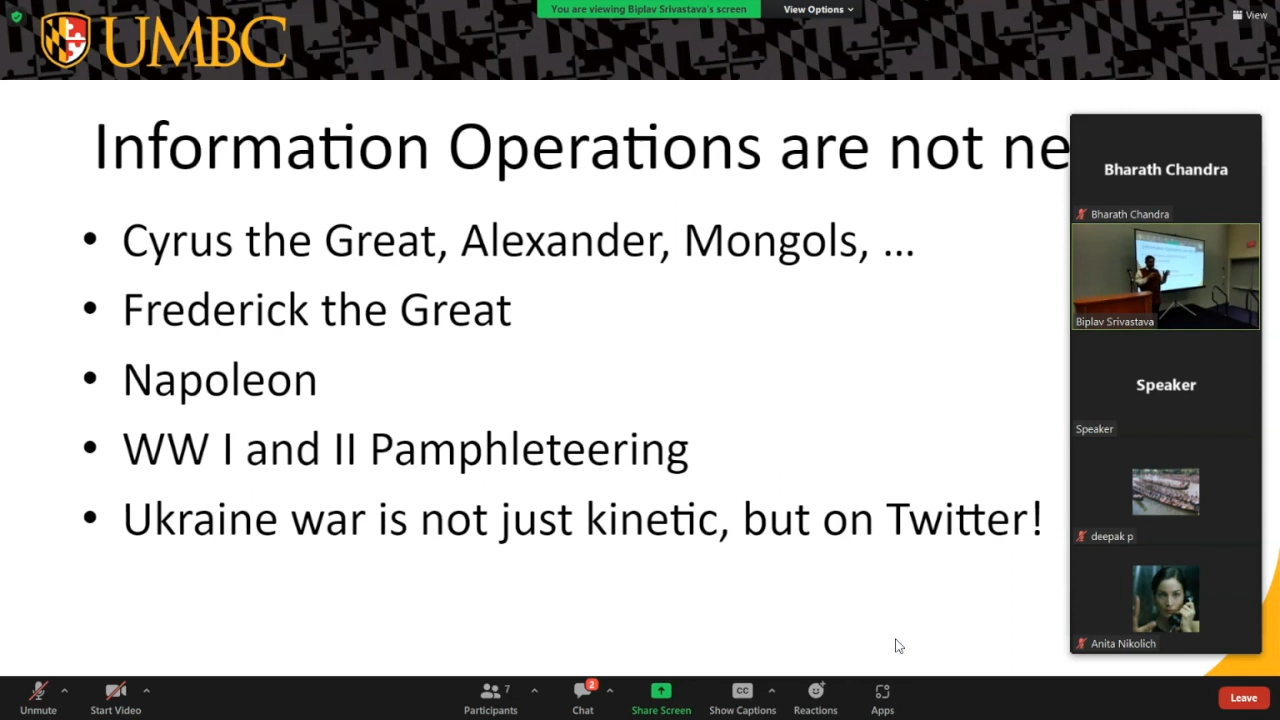 You are viewing Biplav Srivastava's screen
View Options
View
UMBC
Information Operations are not ne
• Cyrus the Great, Alexander, Mongols, ...
• Frederick the Great
• Napoleon
• WW I and II Pamphleteering
• Ukraine war is not just kinetic, but on Twitter!
Bharath Chandra
Bharath Chandra
Biplav Srivastava
Speaker
Speaker
deepak p
Anita Nikolich
Unmute
Start Video
7
Participants
2
Chat
Share Screen
CC
Show Captions
Reactions
Apps
Leave